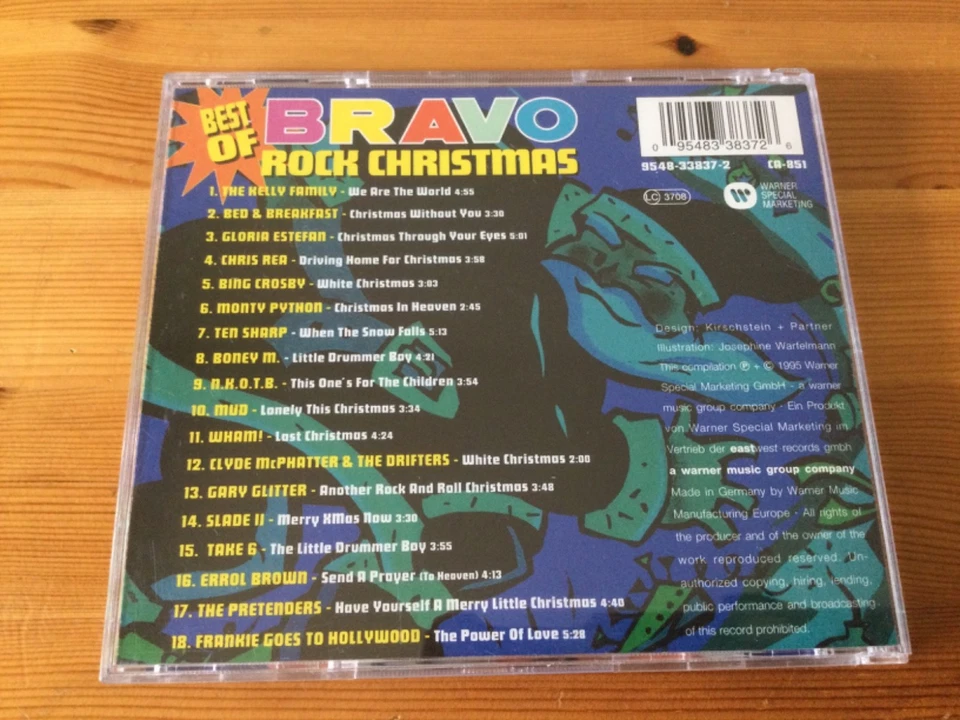 BEST OF
BRAVO
ROCK CHRISTMAS
0 95483 38372 6
9548-33837-2 CA-851
LC 3706
WARNER
SPECIAL
MARKETING
1. THE KELLY FAMILY - We Are The World 4:55
2. BED & BREAKFAST - Christmas Without You 3:30
3. GLORIA ESTEFAN - Christmas Through Your Eyes 5:01
4. CHRIS REA - Driving Home For Christmas 3:58
5. BING CROSBY - White Christmas 3:03
6. MONTY PYTHON - Christmas In Heaven 2:45
7. TEN SHARP - When The Snow Falls 5:13
8. BONEY M. - Little Drummer Boy 4:21
9. N.K.O.T.B. - This One's For The Children 3:54
10. MUD - Lonely This Christmas 3:34
11. WHAM! - Last Christmas 4:24
12. CLYDE McPHATTER & THE DRIFTERS - White Christmas 2:00
13. GARY GLITTER - Another Rock And Roll Christmas 3:48
14. SLADE II - Merry XMas Now 3:30
15. TAKE 6 - The Little Drummer Boy 3:55
16. ERROL BROWN - Send A Prayer (To Heaven) 4:13
17. THE PRETENDERS - Have Yourself A Merry Little Christmas 4:40
18. FRANKIE GOES TO HOLLYWOOD - The Power Of Love 5:28
Design: Kirschstein + Partner
Illustration: Josephine Warfelmann
This compilation ℗ + © 1995 Warner
Special Marketing GmbH - a warner
music group company - Ein Produkt
von Warner Special Marketing im
Vertrieb der eastwest records gmbh
a warner music group company
Made in Germany by Warner Music
Manufacturing Europe - All rights of
the producer and of the owner of the
work reproduced reserved. Un-
authorized copying, hiring, lending,
public performance and broadcasting
of this record prohibited.